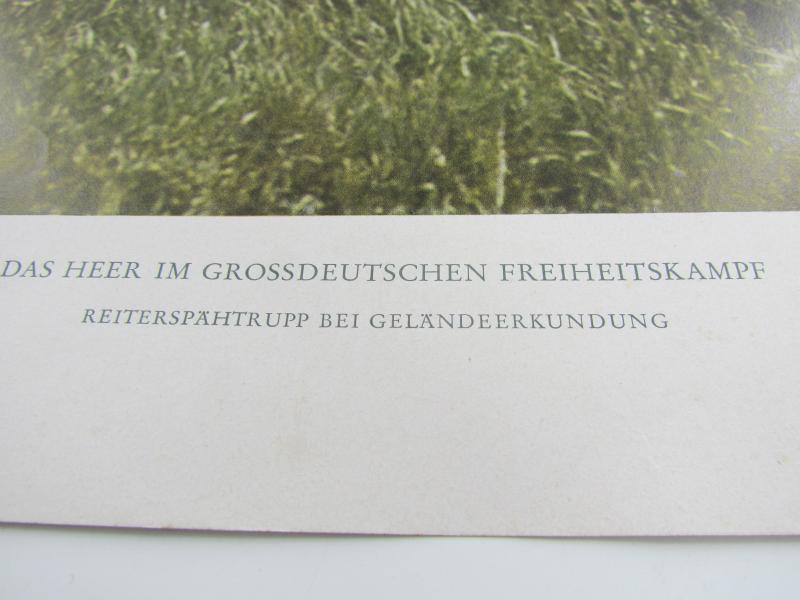 DAS HEER IM GROSSDEUTSCHEN FREIHEITSKAMPF
REITERSPÄHTRUPP BEI GELÄNDEERKUNDUNG